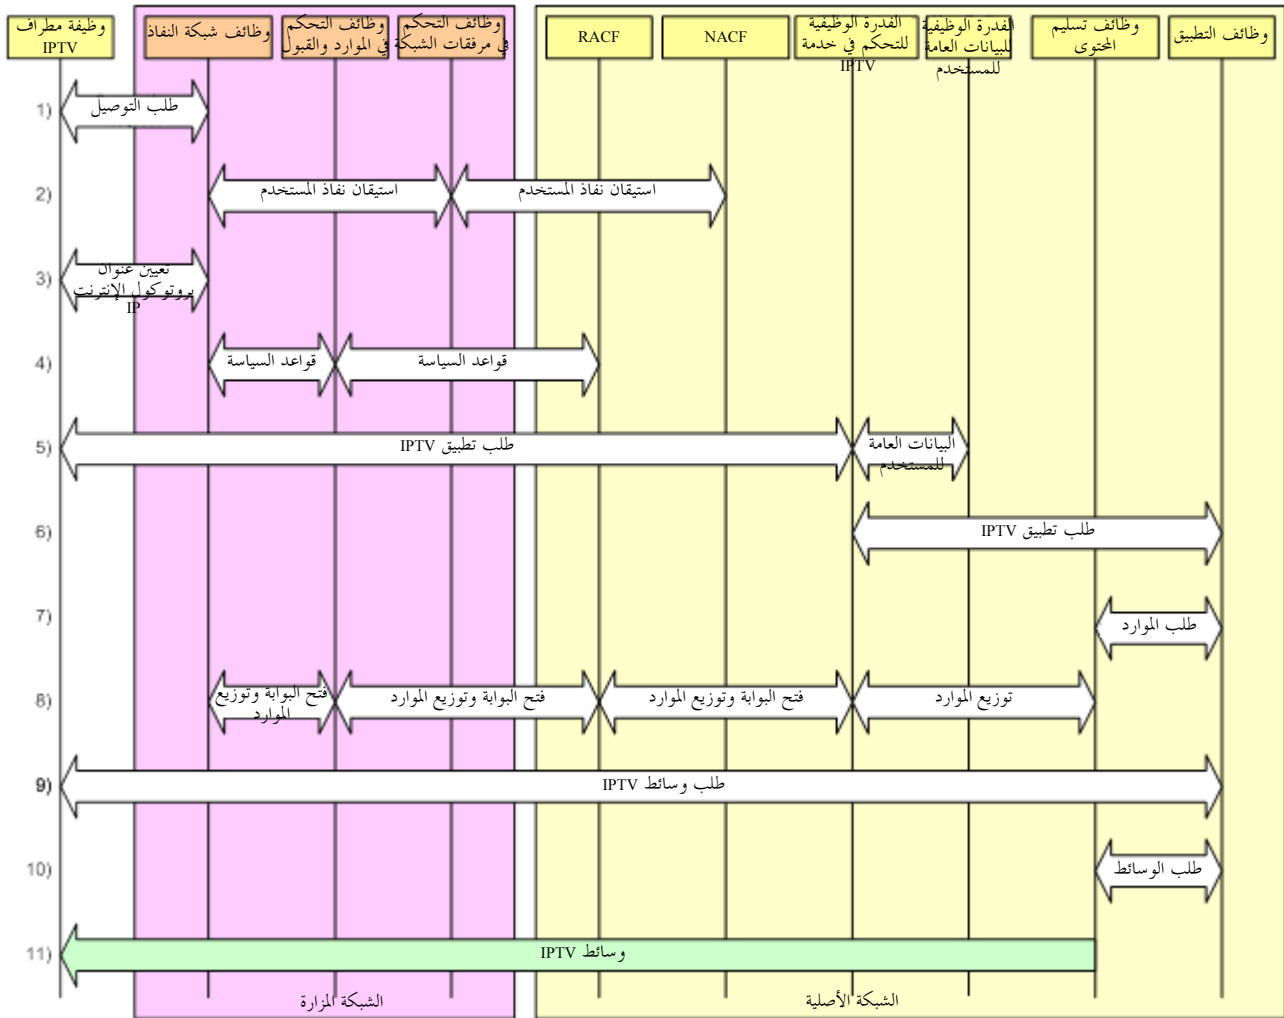 وظيفة مطراف
IPTV
وظائف شبكة النفاذ
وظائف التحكم
في الموارد والقبول
وظائف التحكم
في مرفقات الشبكة
RACF
NACF
القدرة الوظيفية
للتحكم في خدمة
IPTV
القدرة الوظيفية
للبيانات العامة
للمستخدم
وظائف تسليم
المحتوى
وظائف التطبيق
1)
طلب التوصيل
2)
استيقان نفاذ المستخدم
استيقان نفاذ المستخدم
3)
تعيين عنوان
بروتوكول الإنترنت
IP
4)
قواعد السياسة
قواعد السياسة
5)
طلب تطبيق IPTV
البيانات العامة
للمستخدم
6)
طلب تطبيق IPTV
7)
طلب الموارد
8)
فتح البوابة وتوزيع
الموارد
فتح البوابة وتوزيع الموارد
فتح البوابة وتوزيع الموارد
توزيع الموارد
9)
طلب وسائط IPTV
10)
طلب الوسائط
11)
وسائط IPTV
الشبكة المزارة
الشبكة الأصلية